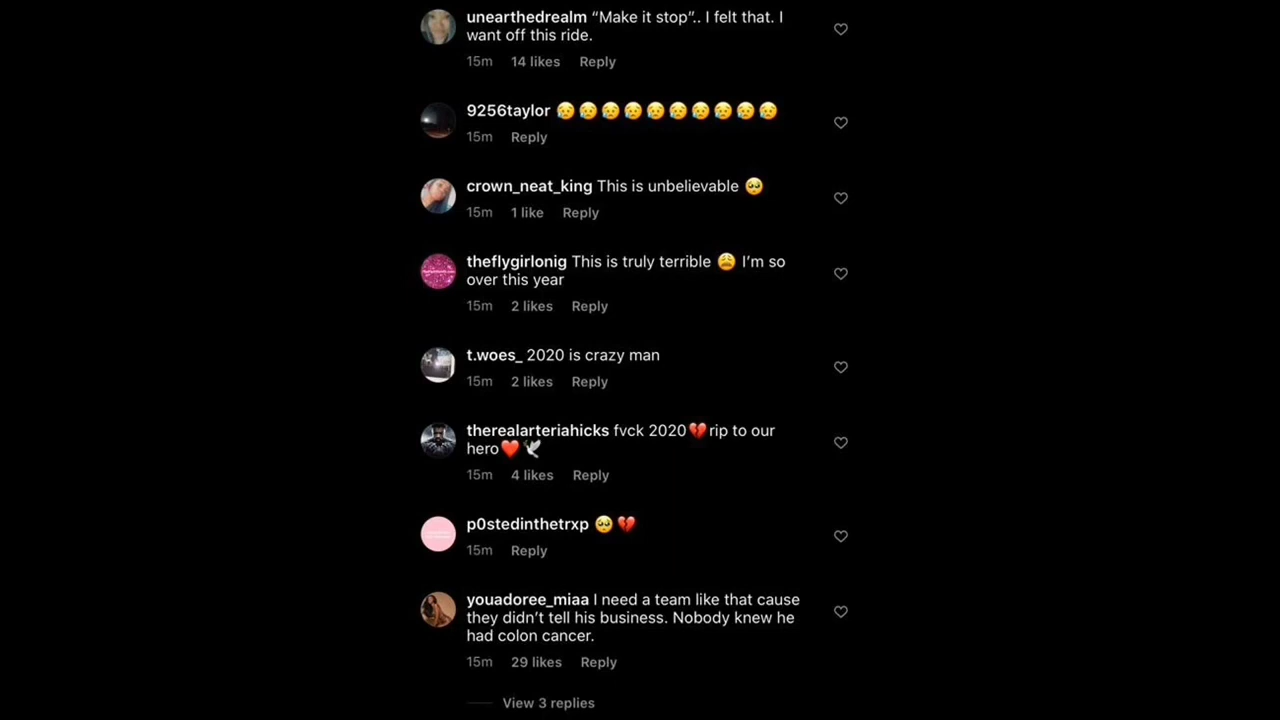 unearthedrealm “Make it stop”.. I felt that. I
want off this ride.
15m 14 likes Reply
9256taylor 😥😥😥😥😥😥😥😥😥😥
15m Reply
crown_neat_king This is unbelievable 🥺
15m 1 like Reply
theflygirlonig This is truly terrible 😩 I’m so
over this year
15m 2 likes Reply
t.woes_ 2020 is crazy man
15m 2 likes Reply
therealarteriahicks fvck 2020💔rip to our
hero❤️🕊
15m 4 likes Reply
p0stedinthetrxp 🥺💔
15m Reply
youadoree_miaa I need a team like that cause
they didn’t tell his business. Nobody knew he
had colon cancer.
15m 29 likes Reply
View 3 replies